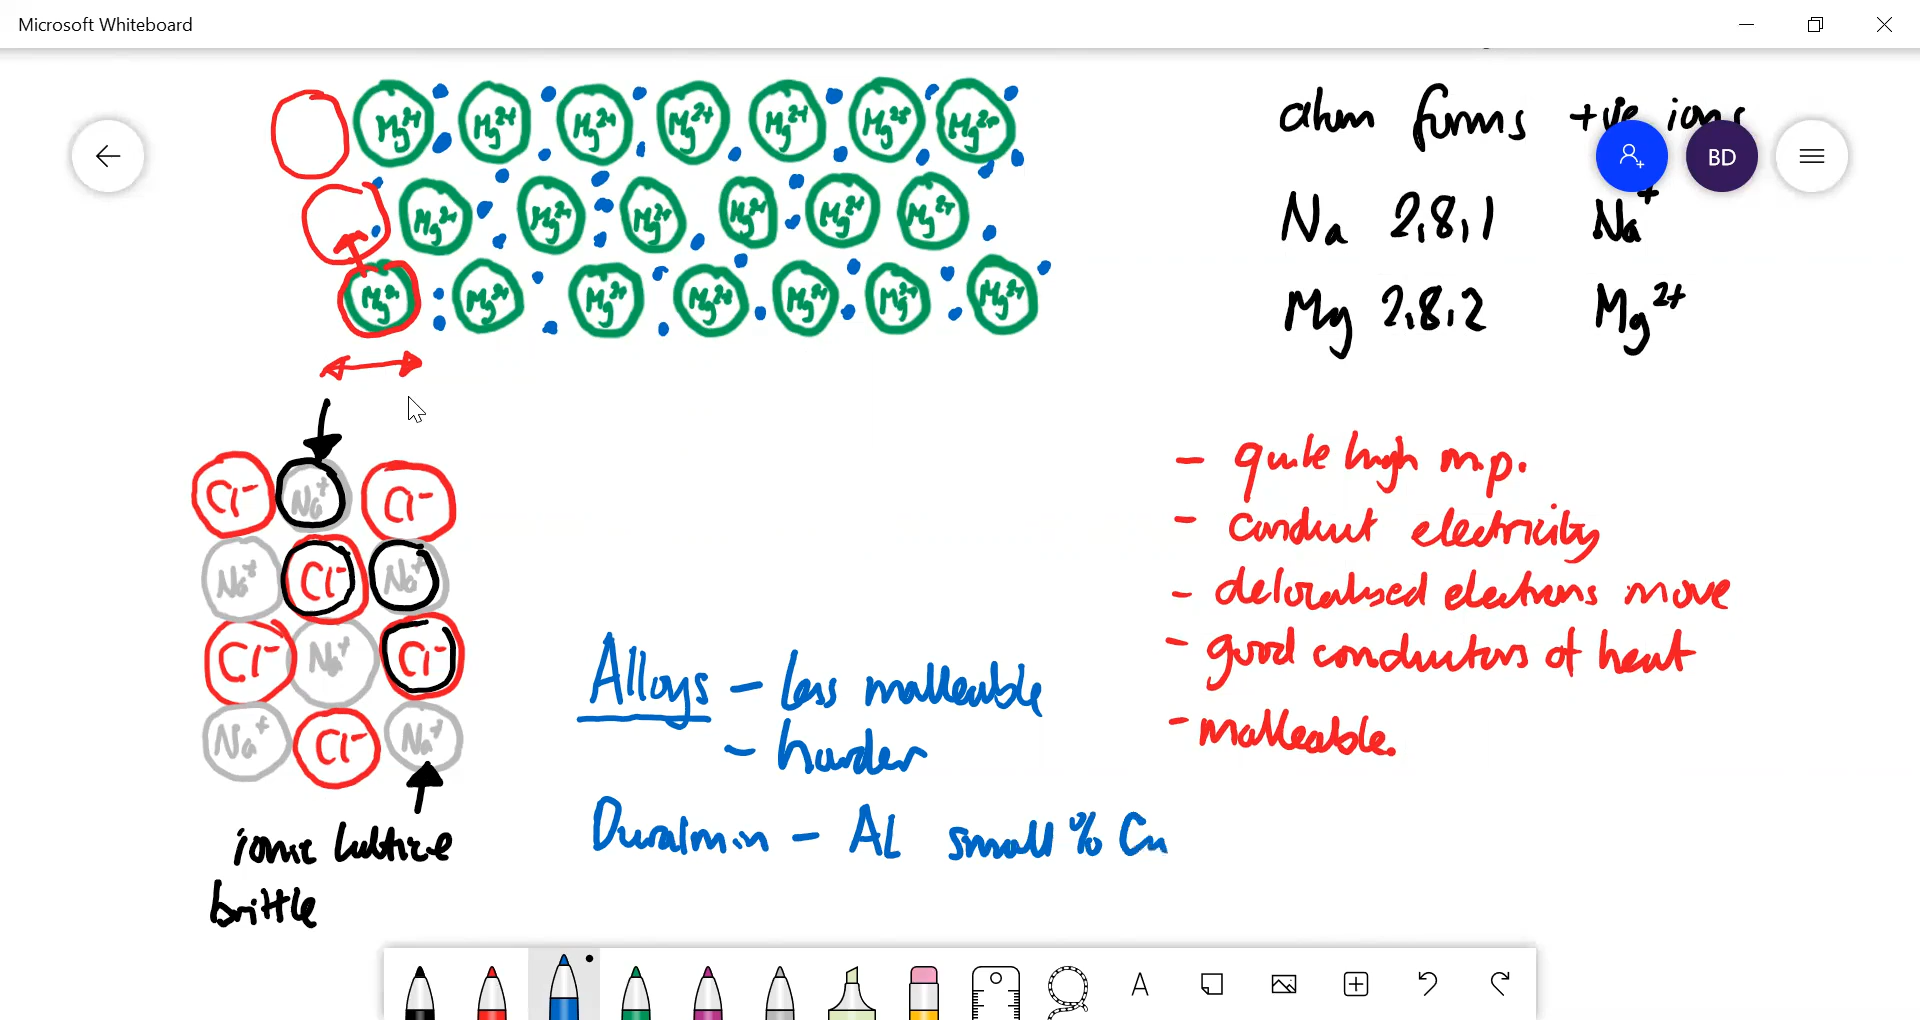 Microsoft Whiteboard
Mg2+ Mg2+ Mg2+ Mg2+ Mg2+ Mg2+ Mg2+
Mg2+ Mg2+ Mg2+ Mg2+ Mg2+ Mg2+
Mg2+ Mg2+ Mg2+ Mg2+ Mg2+ Mg2+ Mg2+
atom forms +ve ions
BD
Na 2,8,1 Na+
Mg 2,8,2 Mg2+
Cl- Na+ Cl-
Na+ Cl- Na+
Cl- Na+ Cl-
Na+ Cl- Na+
ionic lattice
brittle
- quite high m.p.
- conduct electricity
- delocalised electrons move
- good conductors of heat
- malleable.
Alloys - less malleable
- harder
Duralmin - AL small % Cu
A